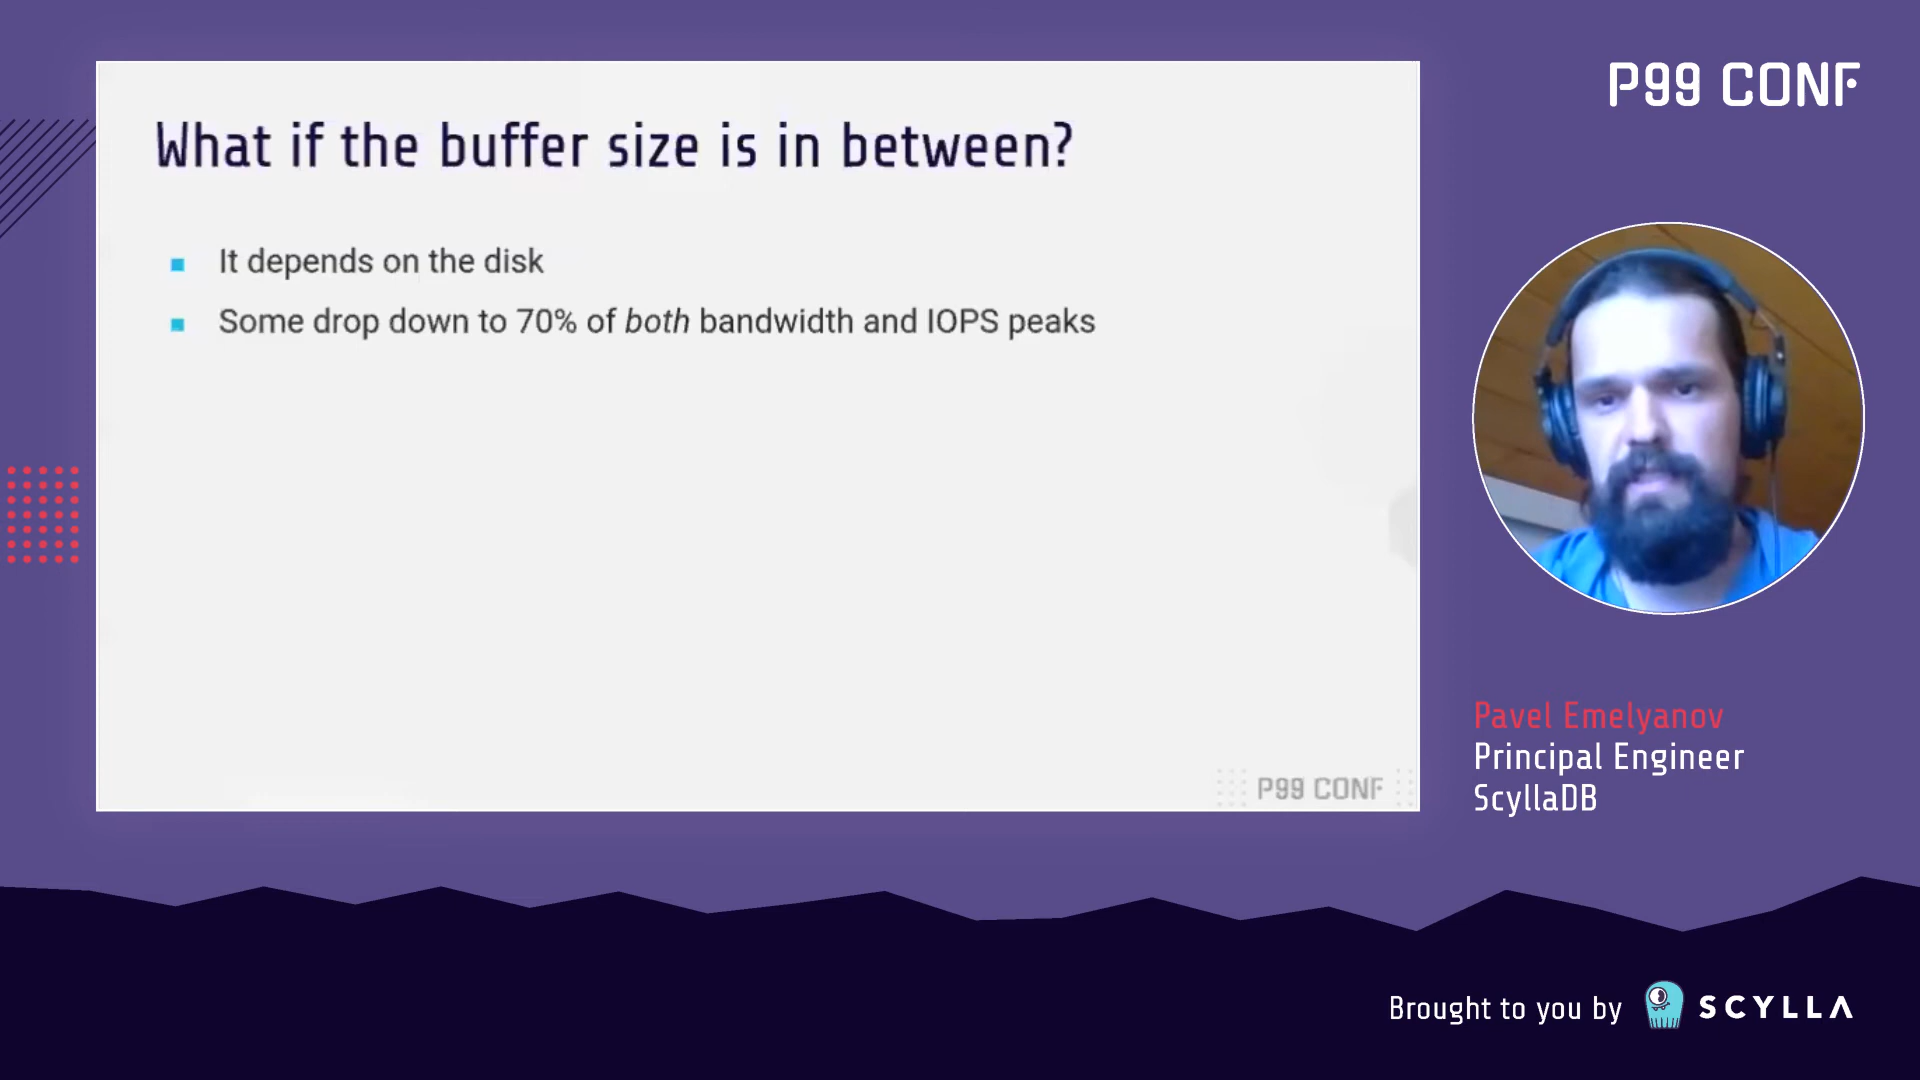 P99 CONF
What if the buffer size is in between?
It depends on the disk
Some drop down to 70% of both bandwidth and IOPS peaks
P99 CONF
Pavel Emelyanov
Principal Engineer
ScyllaDB
Brought to you by SCYLLA